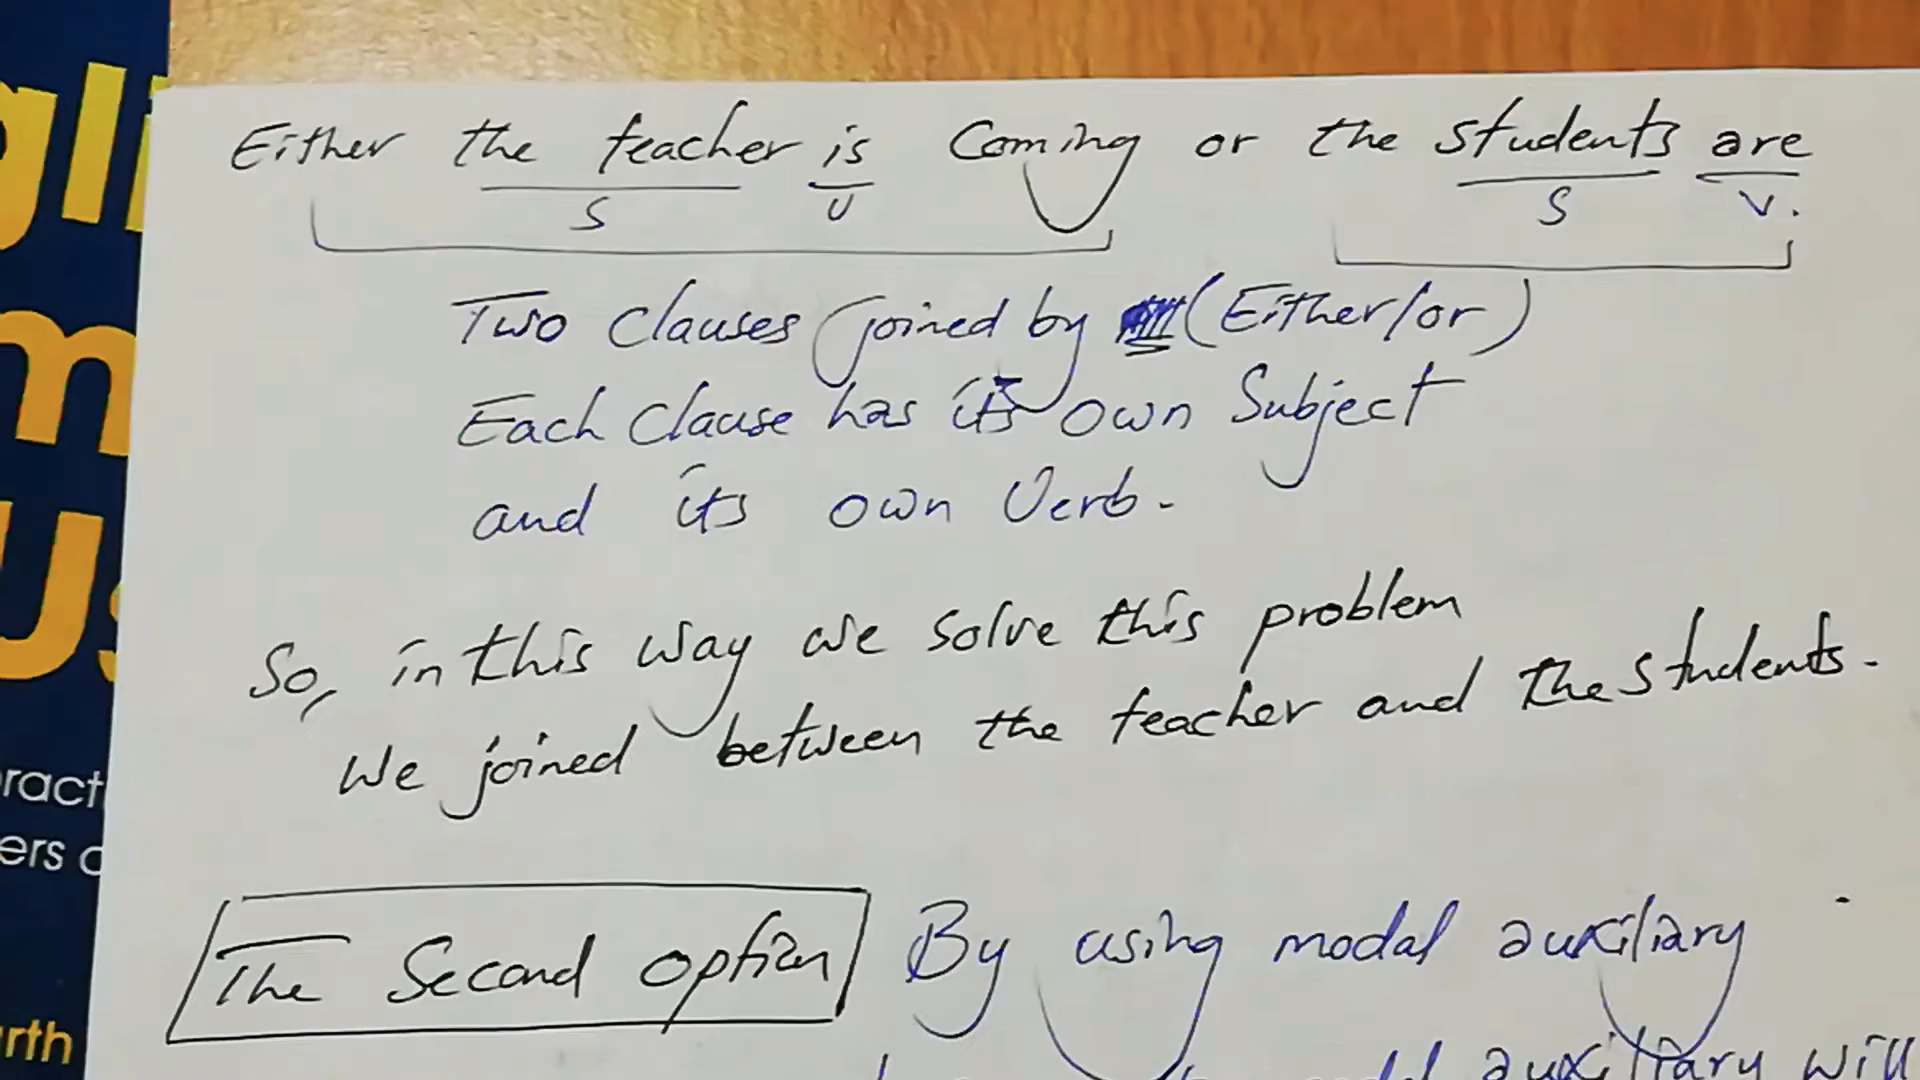 Either the teacher is Coming or the students are
S U S V.
Two Clauses joined by (Either/or)
Each Clause has its own Subject
and its own Verb.
So, in this way we solve this problem
We joined between the teacher and the students.
The Second option By using modal auxiliary
auxiliary will